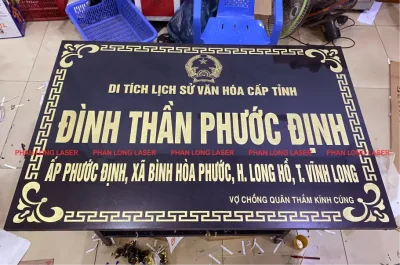 DI TÍCH LỊCH SỬ VĂN HÓA CẤP TỈNH
ĐÌNH THẦN PHƯỚC ĐỊNH
PHAN LONG LASER PHAN LONG LASER PHAN LONG LASER PHAN LONG LASER PHAN LONG LASER
ẤP PHƯỚC ĐỊNH, XÃ BÌNH HÒA PHƯỚC, H. LONG HỒ, T. VĨNH LONG
VỢ CHỒNG QUÂN THẮM KÍNH CÚNG